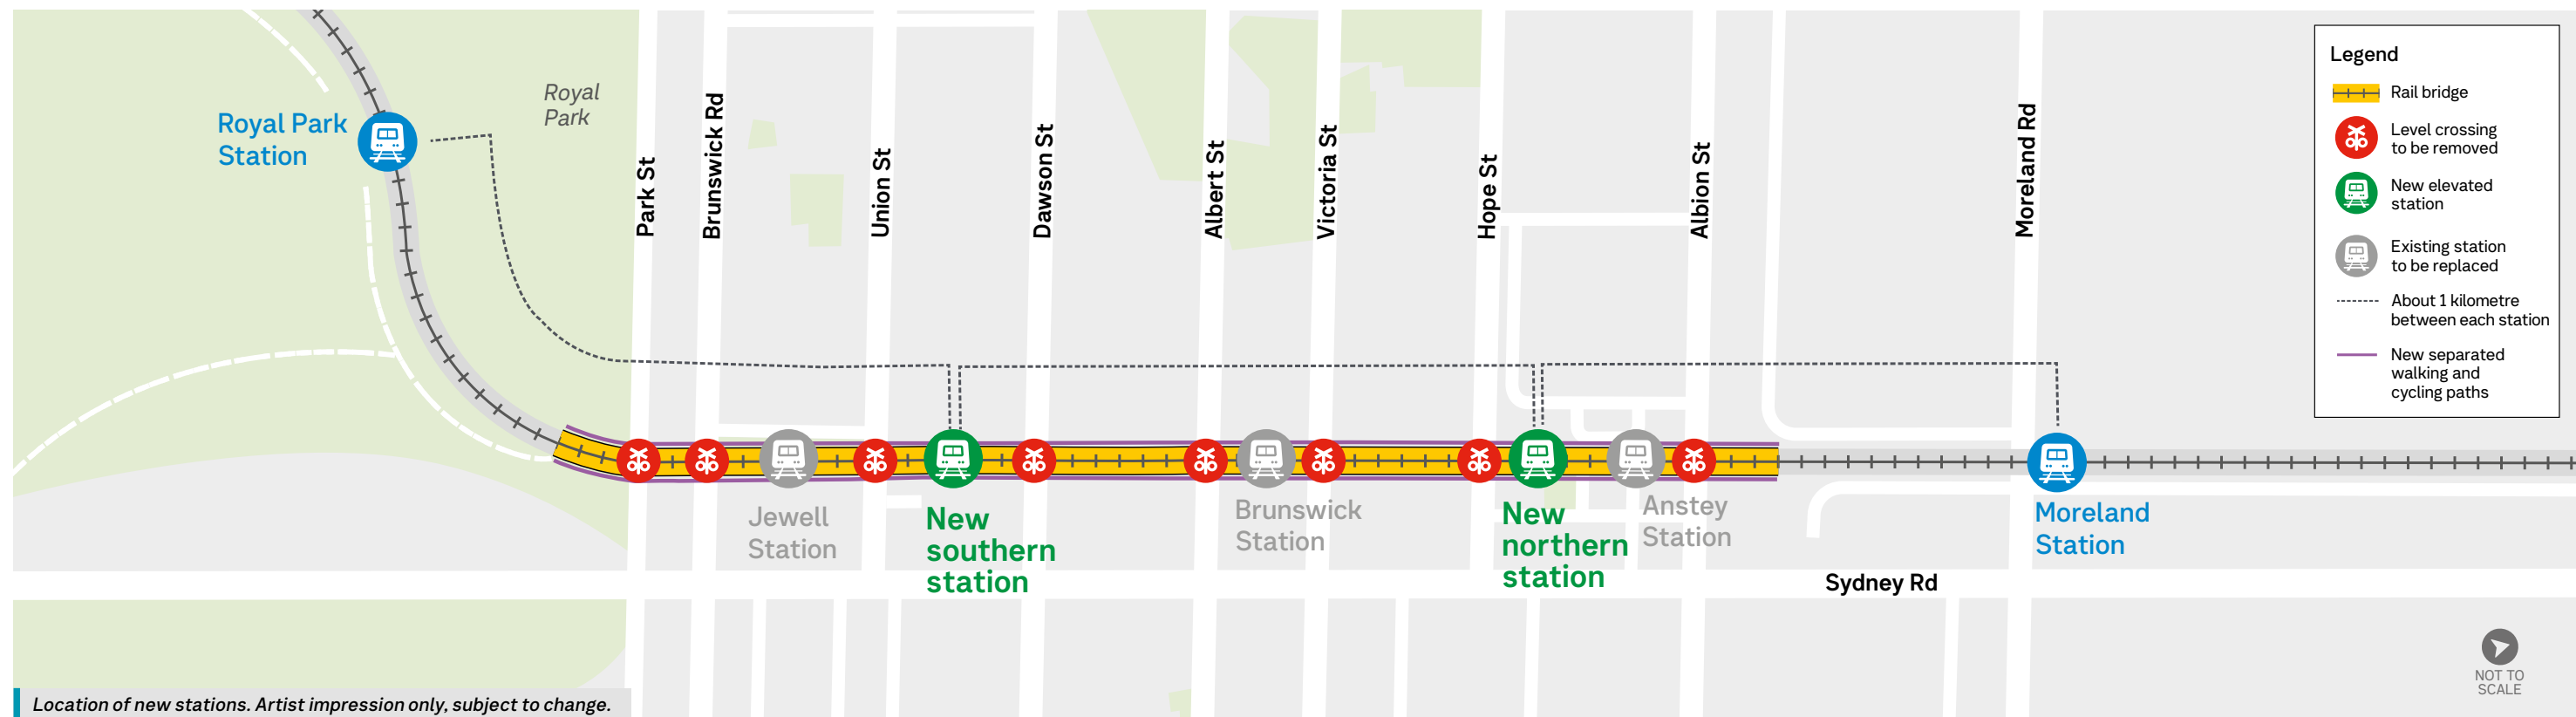 Royal Park
Station
Royal
Park
Park St
Brunswick Rd
Union St
Dawson St
Albert St
Victoria St
Hope St
Albion St
Moreland Rd
Legend
Rail bridge
Level crossing
to be removed
New elevated
station
Existing station
to be replaced
About 1 kilometre
between each station
New separated
walking and
cycling paths
Jewell
Station
New
southern
station
Brunswick
Station
New
northern
station
Anstey
Station
Moreland
Station
Sydney Rd
NOT TO
SCALE
Location of new stations. Artist impression only, subject to change.